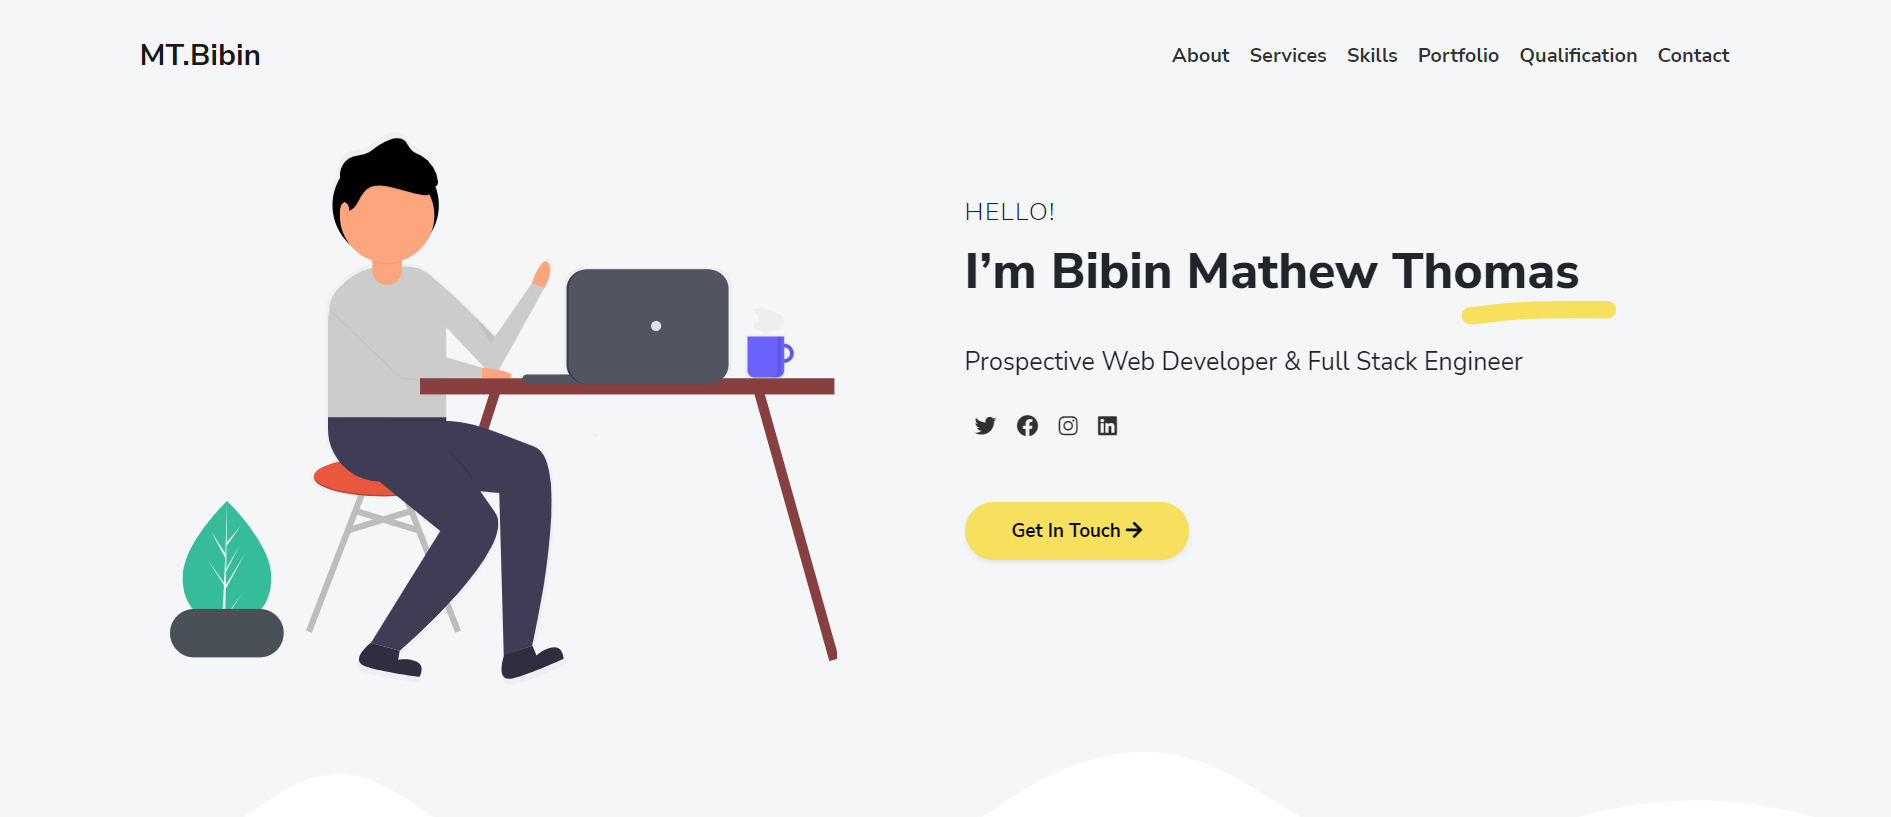 MT.Bibin
About Services Skills Portfolio Qualification Contact
HELLO!
I’m Bibin Mathew Thomas
Prospective Web Developer & Full Stack Engineer
Get In Touch